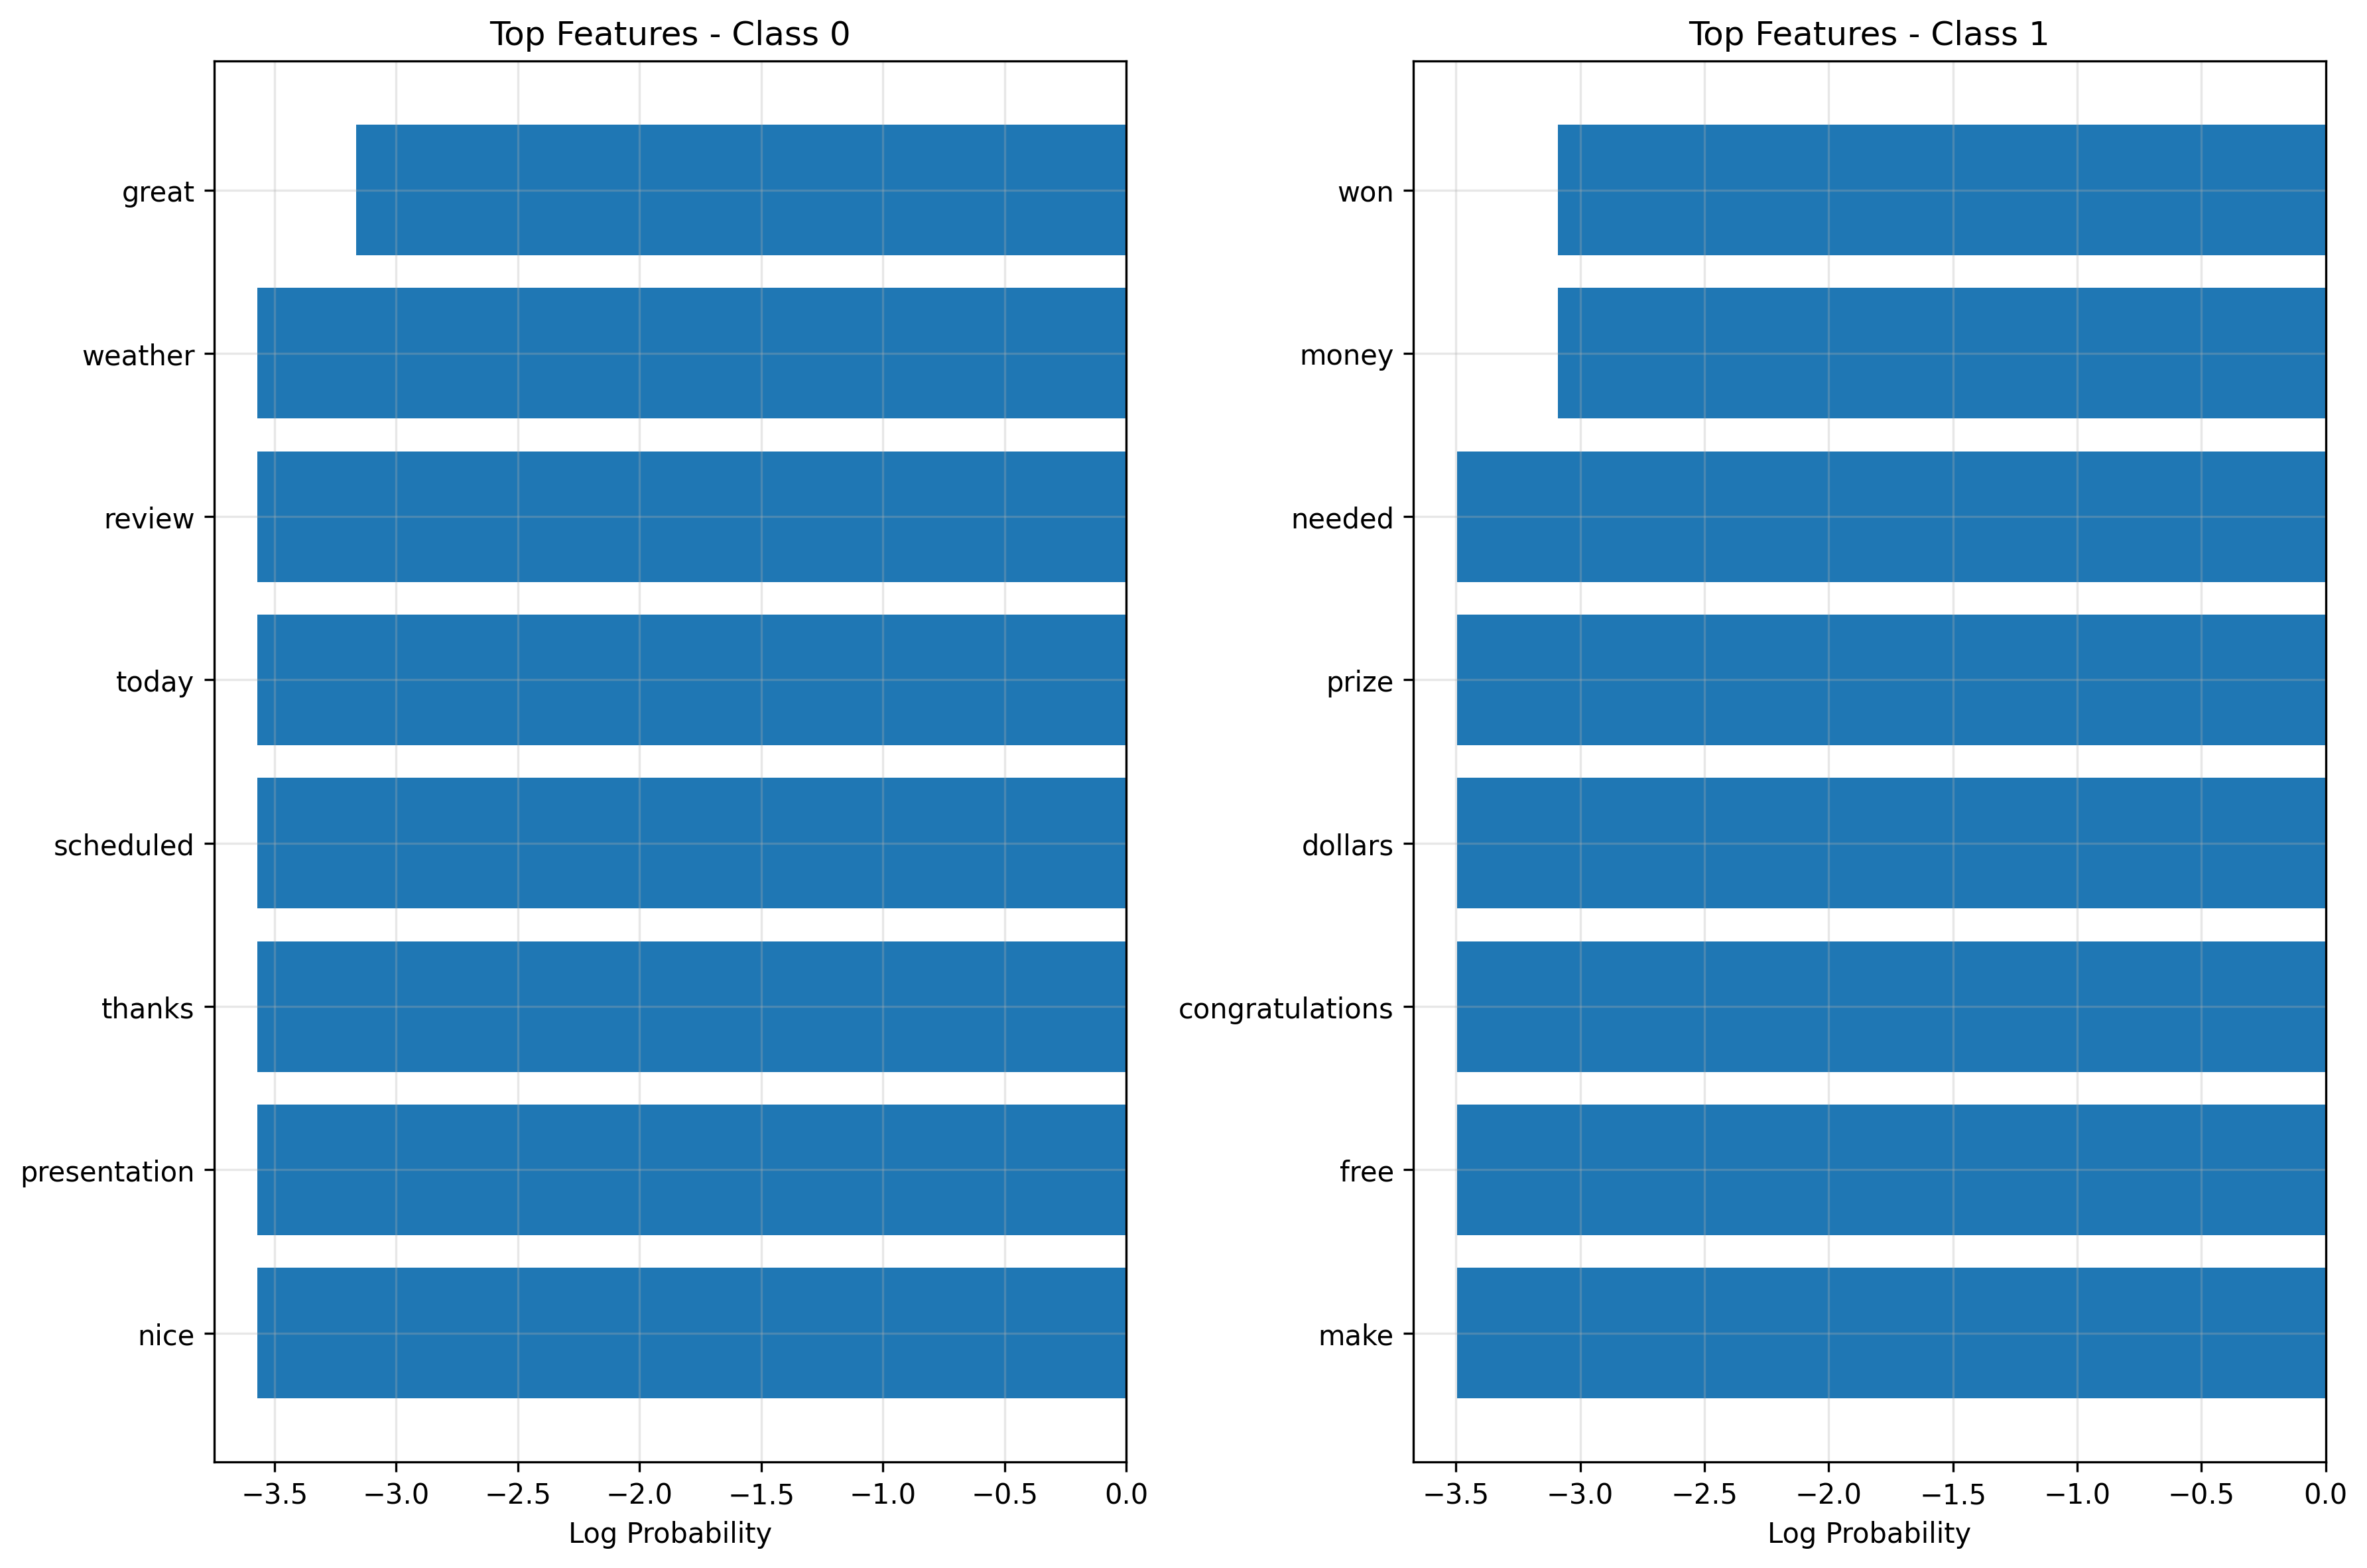 Top Features - Class 0
great
weather
review
today
scheduled
thanks
presentation
nice
−3.5 −3.0 −2.5 −2.0 −1.5 −1.0 −0.5 0.0
Log Probability
Top Features - Class 1
won
money
needed
prize
dollars
congratulations
free
make
−3.5 −3.0 −2.5 −2.0 −1.5 −1.0 −0.5 0.0
Log Probability